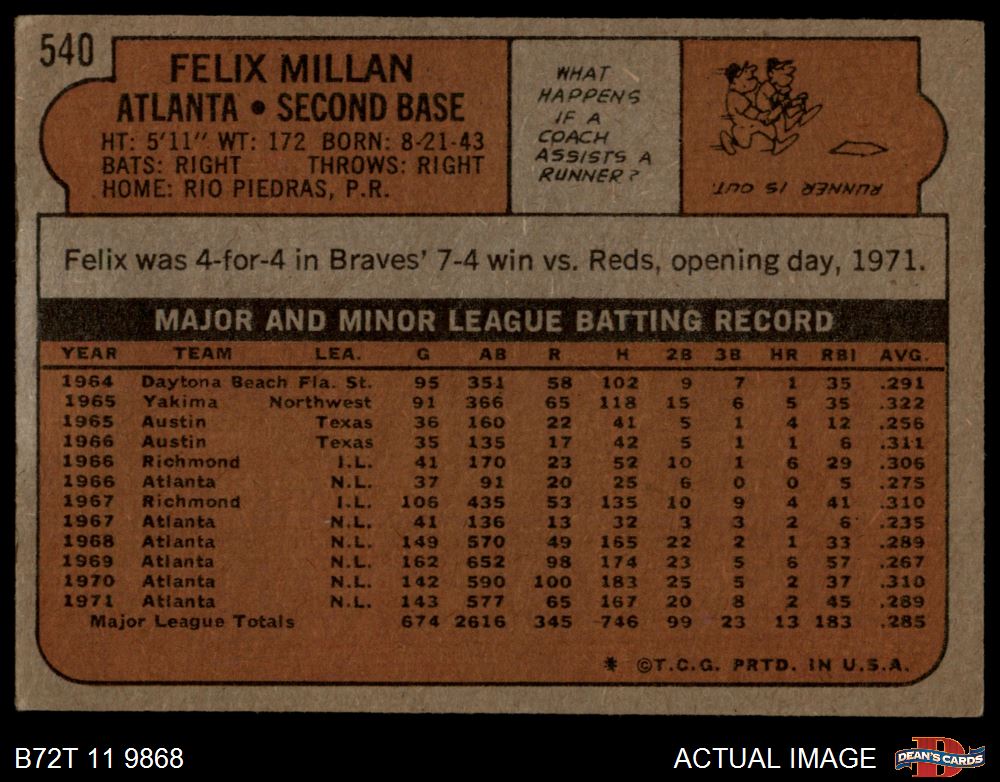 540
FELIX MILLAN
ATLANTA • SECOND BASE
HT: 5'11" WT: 172 BORN: 8-21-43
BATS: RIGHT THROWS: RIGHT
HOME: RIO PIEDRAS, P.R.
WHAT
HAPPENS
IF A
COACH
ASSISTS A
RUNNER?
RUNNER IS OUT.
Felix was 4-for-4 in Braves' 7-4 win vs. Reds, opening day, 1971.
MAJOR AND MINOR LEAGUE BATTING RECORD
YEAR TEAM LEA. G AB R H 2B 3B HR RBI AVG.
1964 Daytona Beach Fla. St. 95 351 58 102 9 7 1 35 .291
1965 Yakima Northwest 91 366 65 118 15 6 5 35 .322
1965 Austin Texas 36 160 22 41 5 1 4 12 .256
1966 Austin Texas 35 135 17 42 5 1 1 6 .311
1966 Richmond I.L. 41 170 23 52 10 1 6 29 .306
1966 Atlanta N.L. 37 91 20 25 6 0 0 5 .275
1967 Richmond I.L. 106 435 53 135 10 9 4 41 .310
1967 Atlanta N.L. 41 136 13 32 3 3 2 6 .235
1968 Atlanta N.L. 149 570 49 165 22 2 1 33 .289
1969 Atlanta N.L. 162 652 98 174 23 5 6 57 .267
1970 Atlanta N.L. 142 590 100 183 25 5 2 37 .310
1971 Atlanta N.L. 143 577 65 167 20 8 2 45 .289
Major League Totals 674 2616 345 746 99 23 13 183 .285
* ©T.C.G. PRTD. IN U.S.A.
B72T 11 9868
ACTUAL IMAGE
D
DEAN'S CARDS